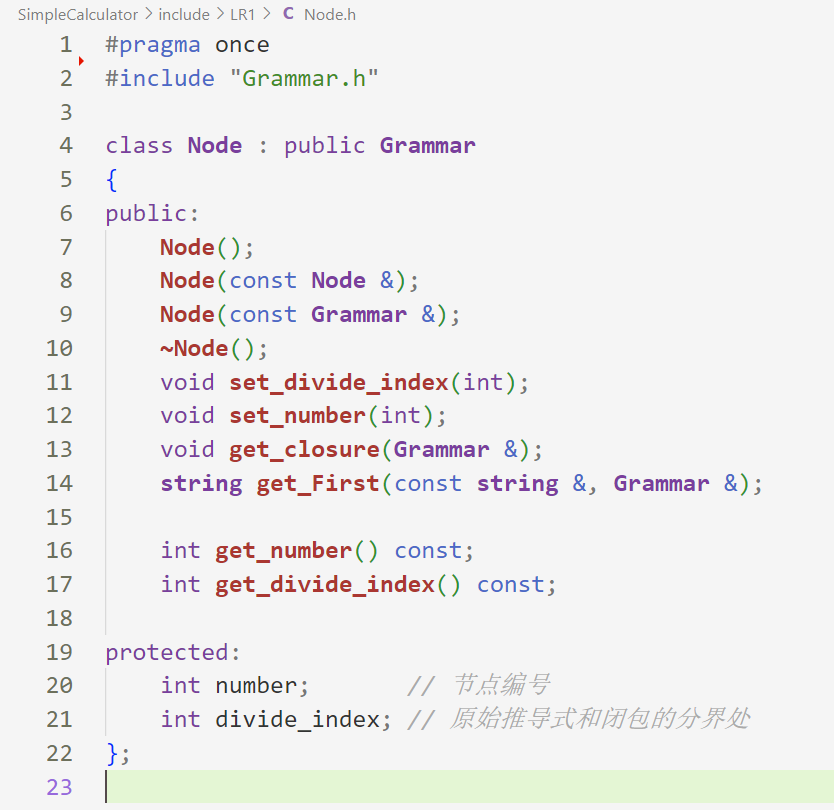 SimpleCalculator > include > LR1 > C Node.h
1 #pragma once
2 #include "Grammar.h"
3
4 class Node : public Grammar
5 {
6 public:
7     Node();
8     Node(const Node &);
9     Node(const Grammar &);
10     ~Node();
11     void set_divide_index(int);
12     void set_number(int);
13     void get_closure(Grammar &);
14     string get_First(const string &, Grammar &);
15
16     int get_number() const;
17     int get_divide_index() const;
18
19 protected:
20     int number;       // 节点编号
21     int divide_index; // 原始推导式和闭包的分界处
22 };
23